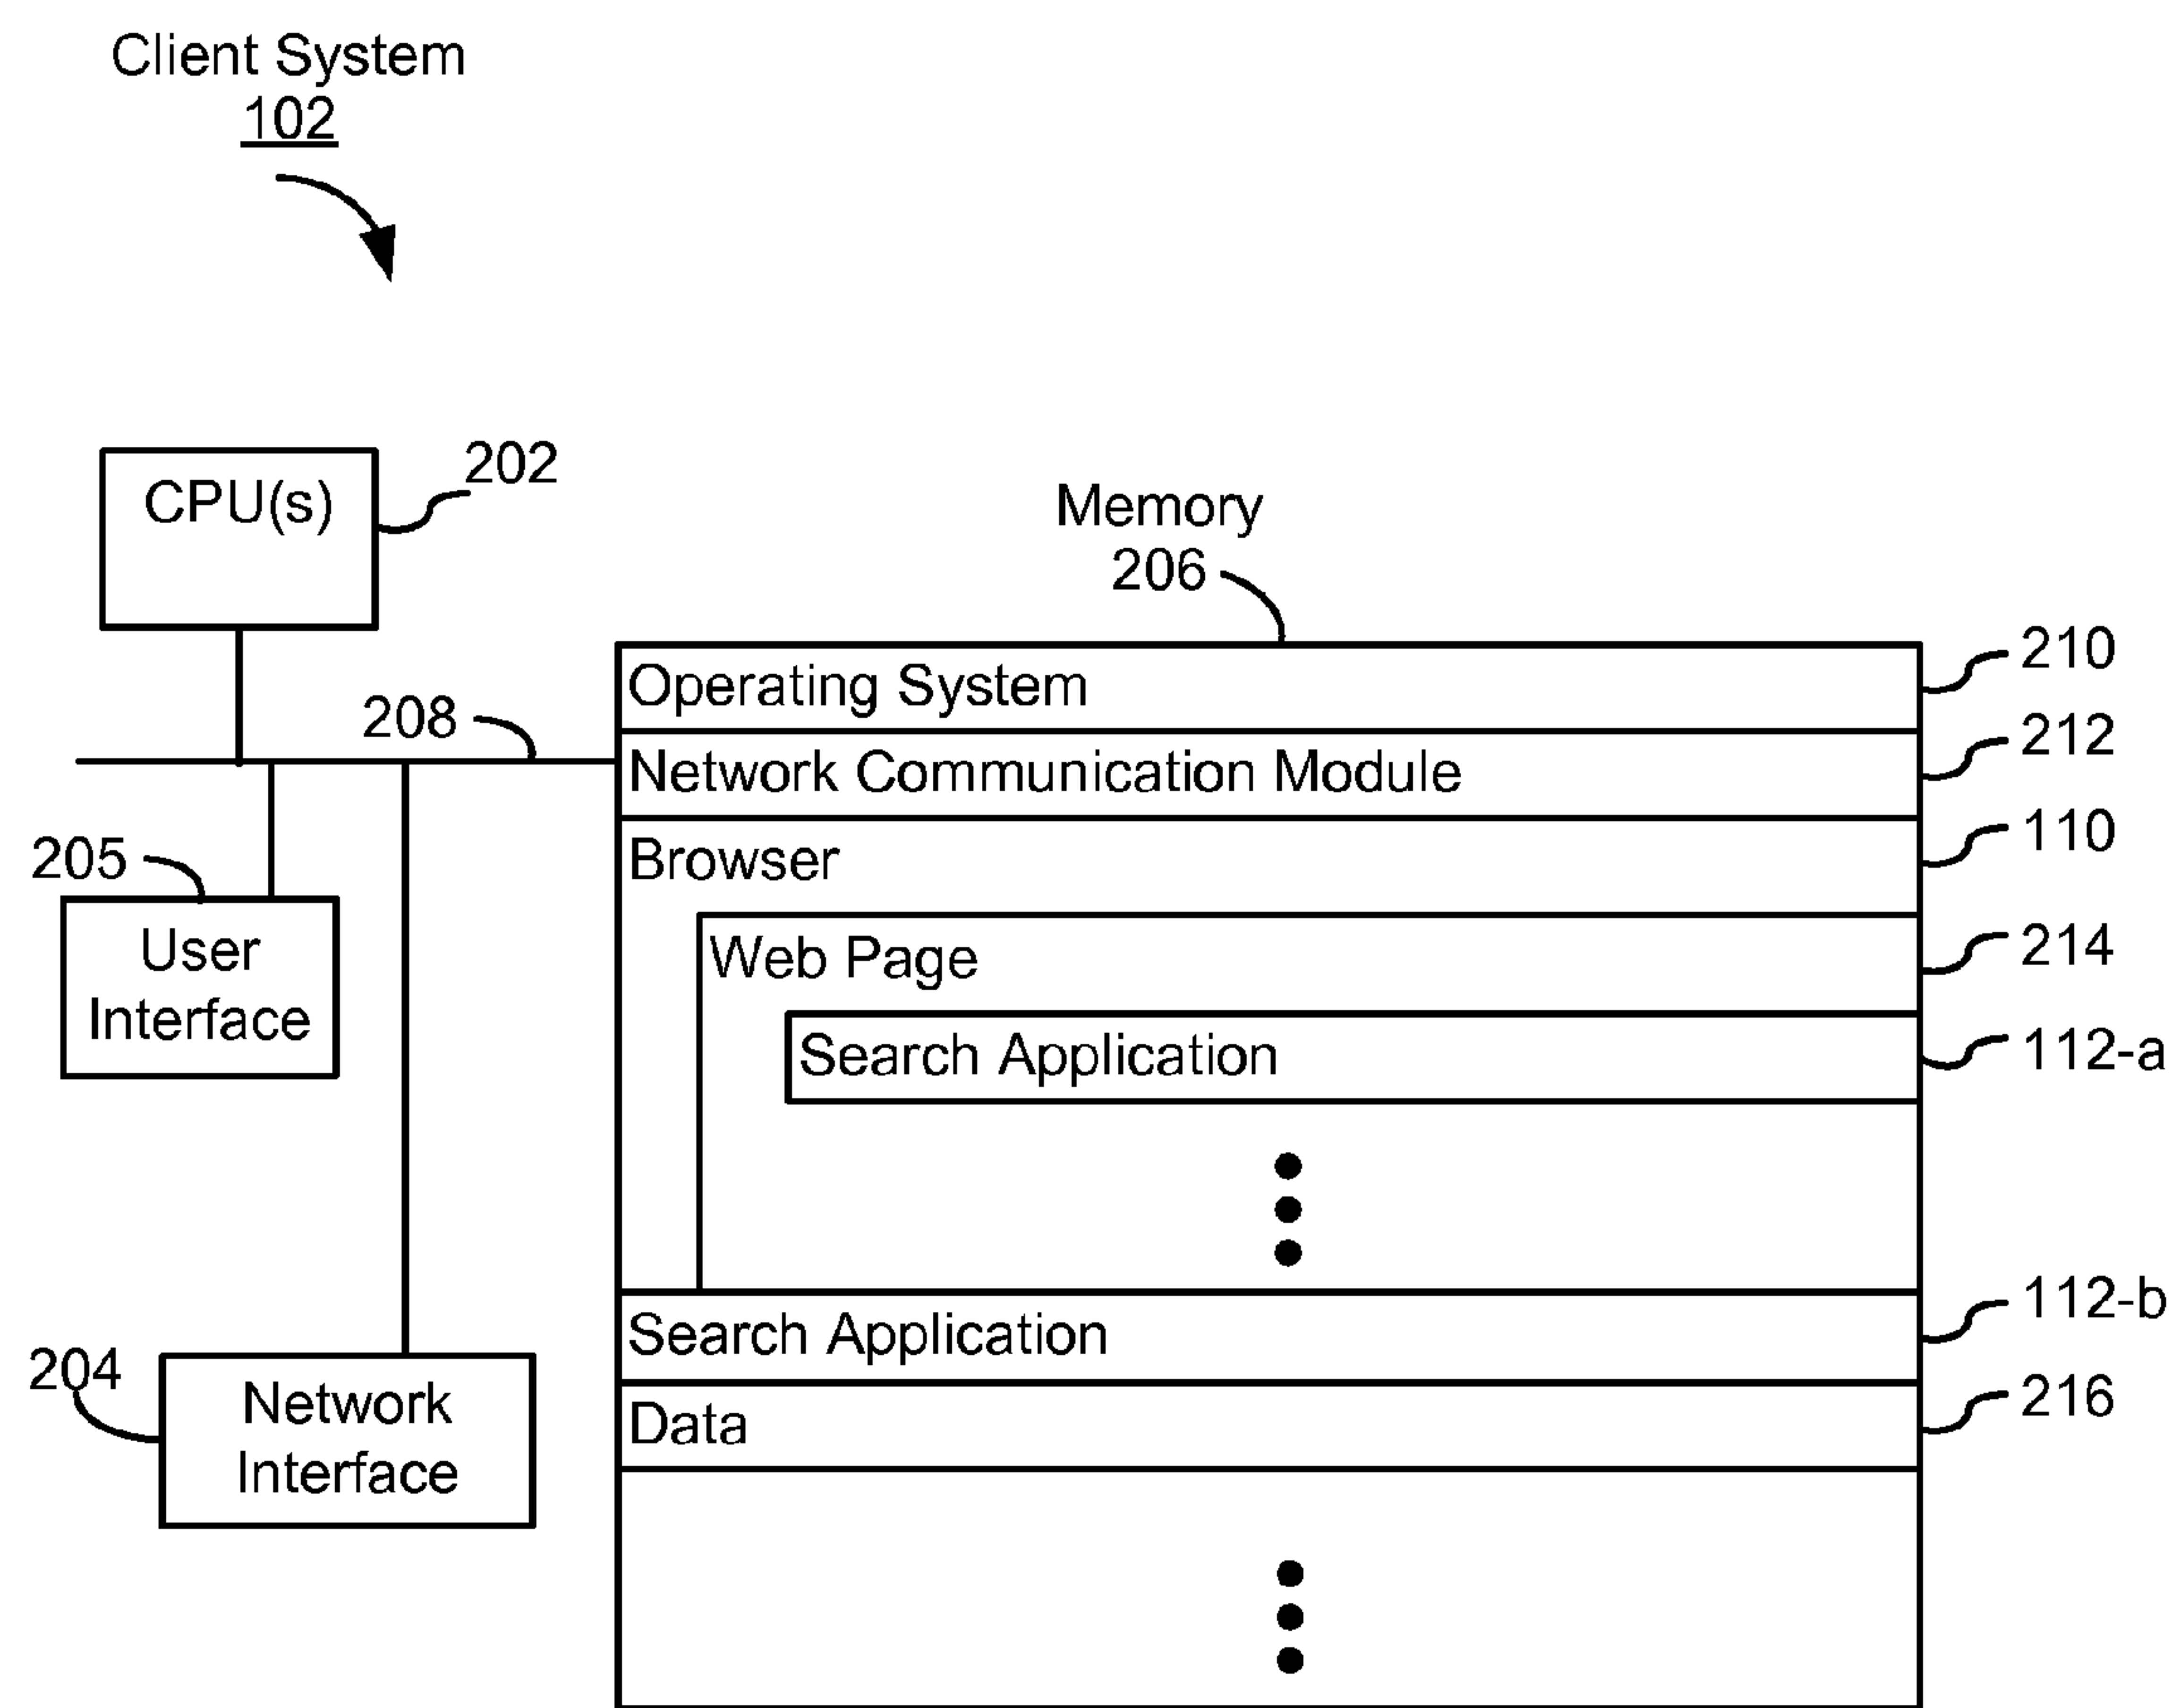 Client System
102
CPU(s)
202
Memory
206
Operating System
210
208
Network Communication Module
212
Browser
110
205
User
Interface
Web Page
214
Search Application
112-a
Search Application
112-b
204
Network
Interface
Data
216